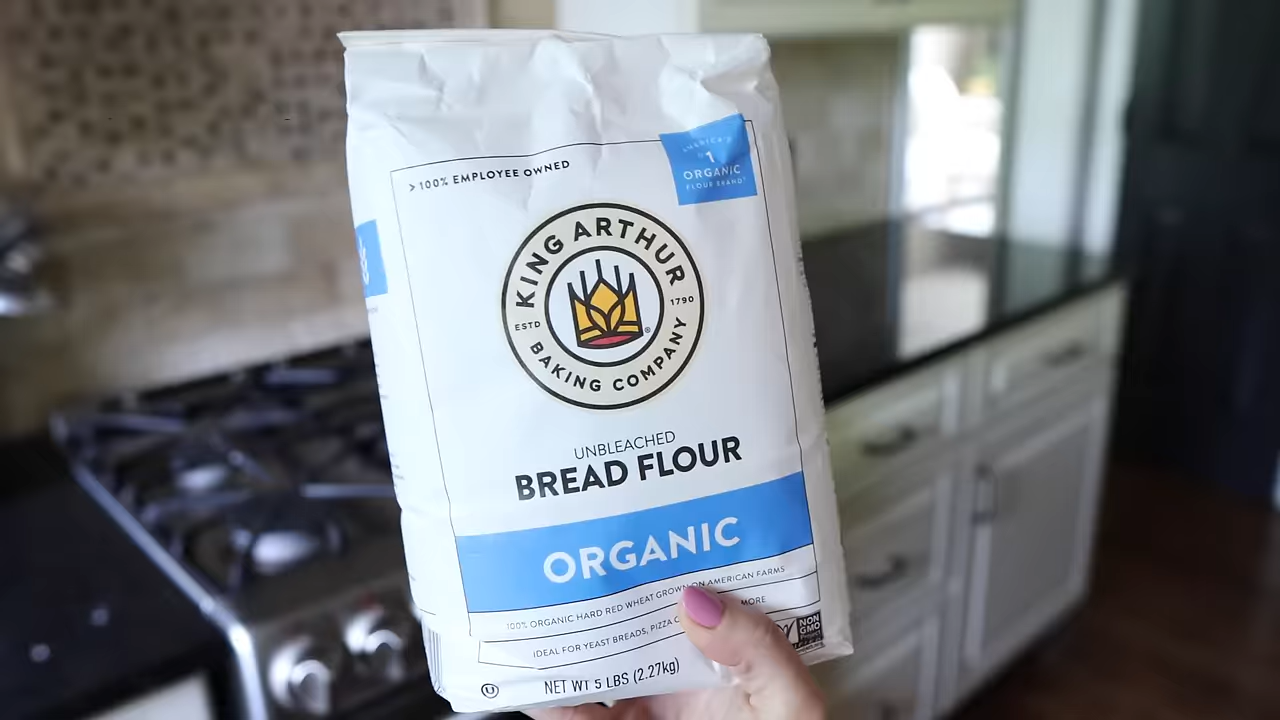 > 100% EMPLOYEE OWNED
AMERICA'S
#1
ORGANIC
FLOUR BRAND
KING ARTHUR
ESTD 1790
BAKING COMPANY
®
UNBLEACHED
BREAD FLOUR
ORGANIC
100% ORGANIC HARD RED WHEAT GROWN ON AMERICAN FARMS
IDEAL FOR YEAST BREADS, PIZZA MORE
NON
GMO
Project
U
NET WT 5 LBS (2.27kg)